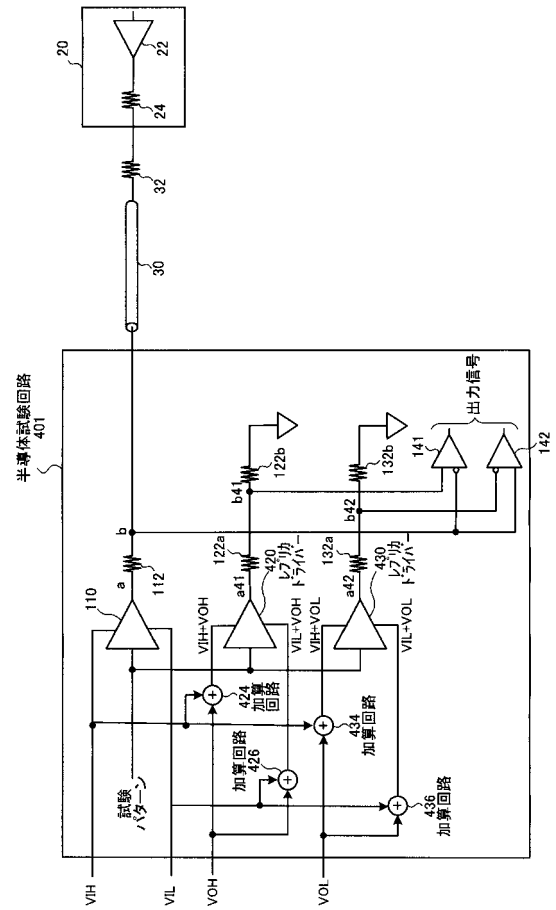 半導体試験回路
401
20
22
24
32
30
110
a
112
b
VIH
VIL
VOH
VOL
試験
パターン
424
加算
回路
加算回路
426
434
加算回路
436
加算回路
VIH+VOH
VIL+VOH
VIH+VOL
VIL+VOL
420
レプリカ
ドライバー
430
レプリカ
ドライバー
a41
122a
b41
122b
a42
132a
b42
132b
141
142
出力信号